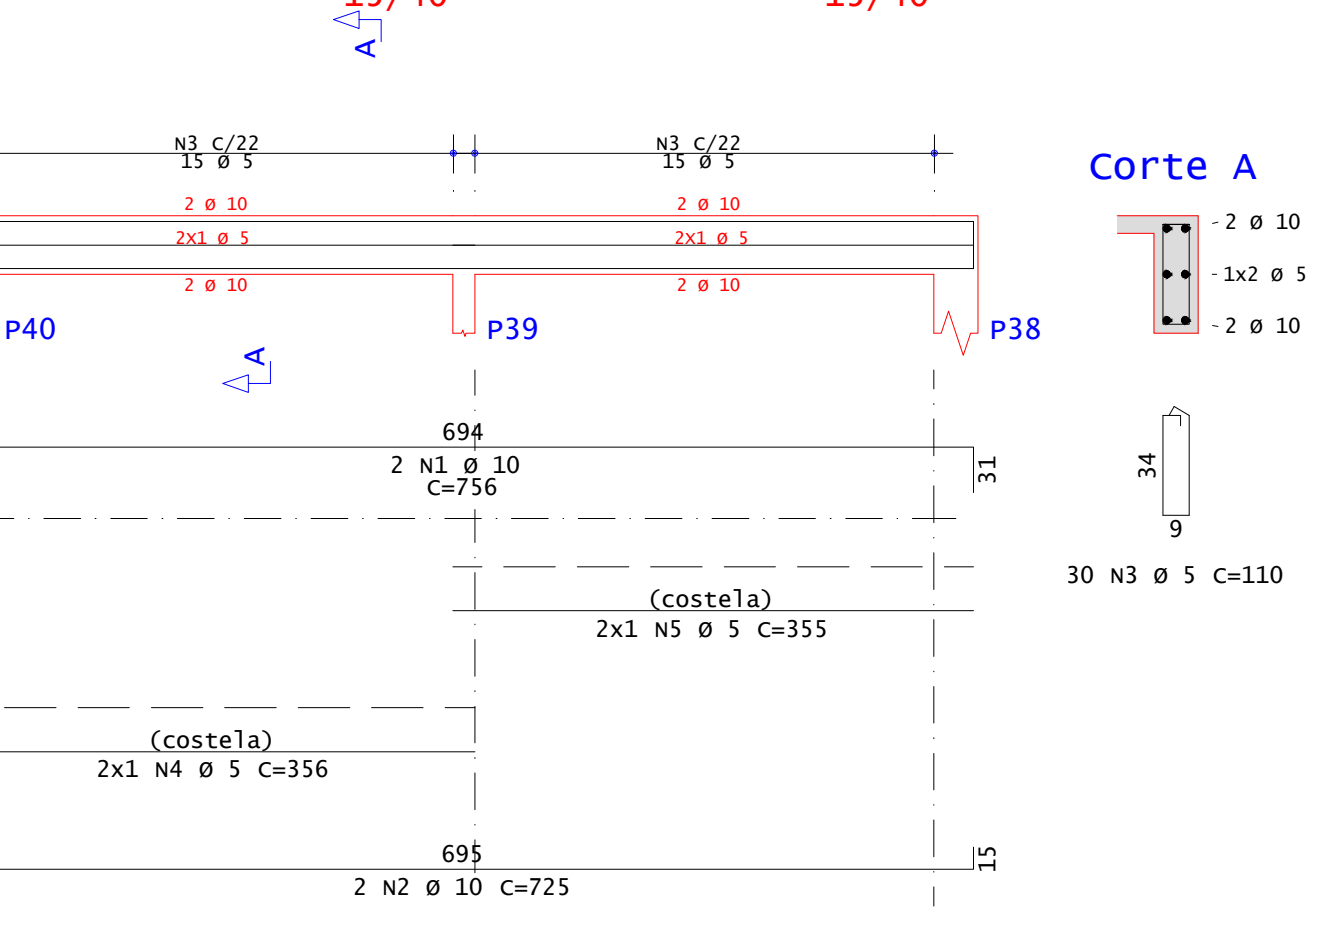 A
N3 C/22
15 Ø 5
N3 C/22
15 Ø 5
Corte A
2 Ø 10
2 Ø 10
2 Ø 10
2x1 Ø 5
2x1 Ø 5
1x2 Ø 5
2 Ø 10
2 Ø 10
2 Ø 10
P40
P39
P38
A
694
2 N1 Ø 10
C=756
31
34
9
30 N3 Ø 5 C=110
(costela)
2x1 N5 Ø 5 C=355
(costela)
2x1 N4 Ø 5 C=356
695
15
2 N2 Ø 10 C=725